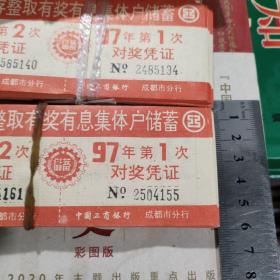 存整取有奖有息集体户储蓄
第2次
97年第1次
对奖凭证
585140
№ 2485134
成都市分行
整取有奖有息集体户储蓄
2次
97年第1次
对奖凭证
储蓄
4161
№ 2504155
中国工商银行 成都市分行
彩图版
2020年主题出版重点出版